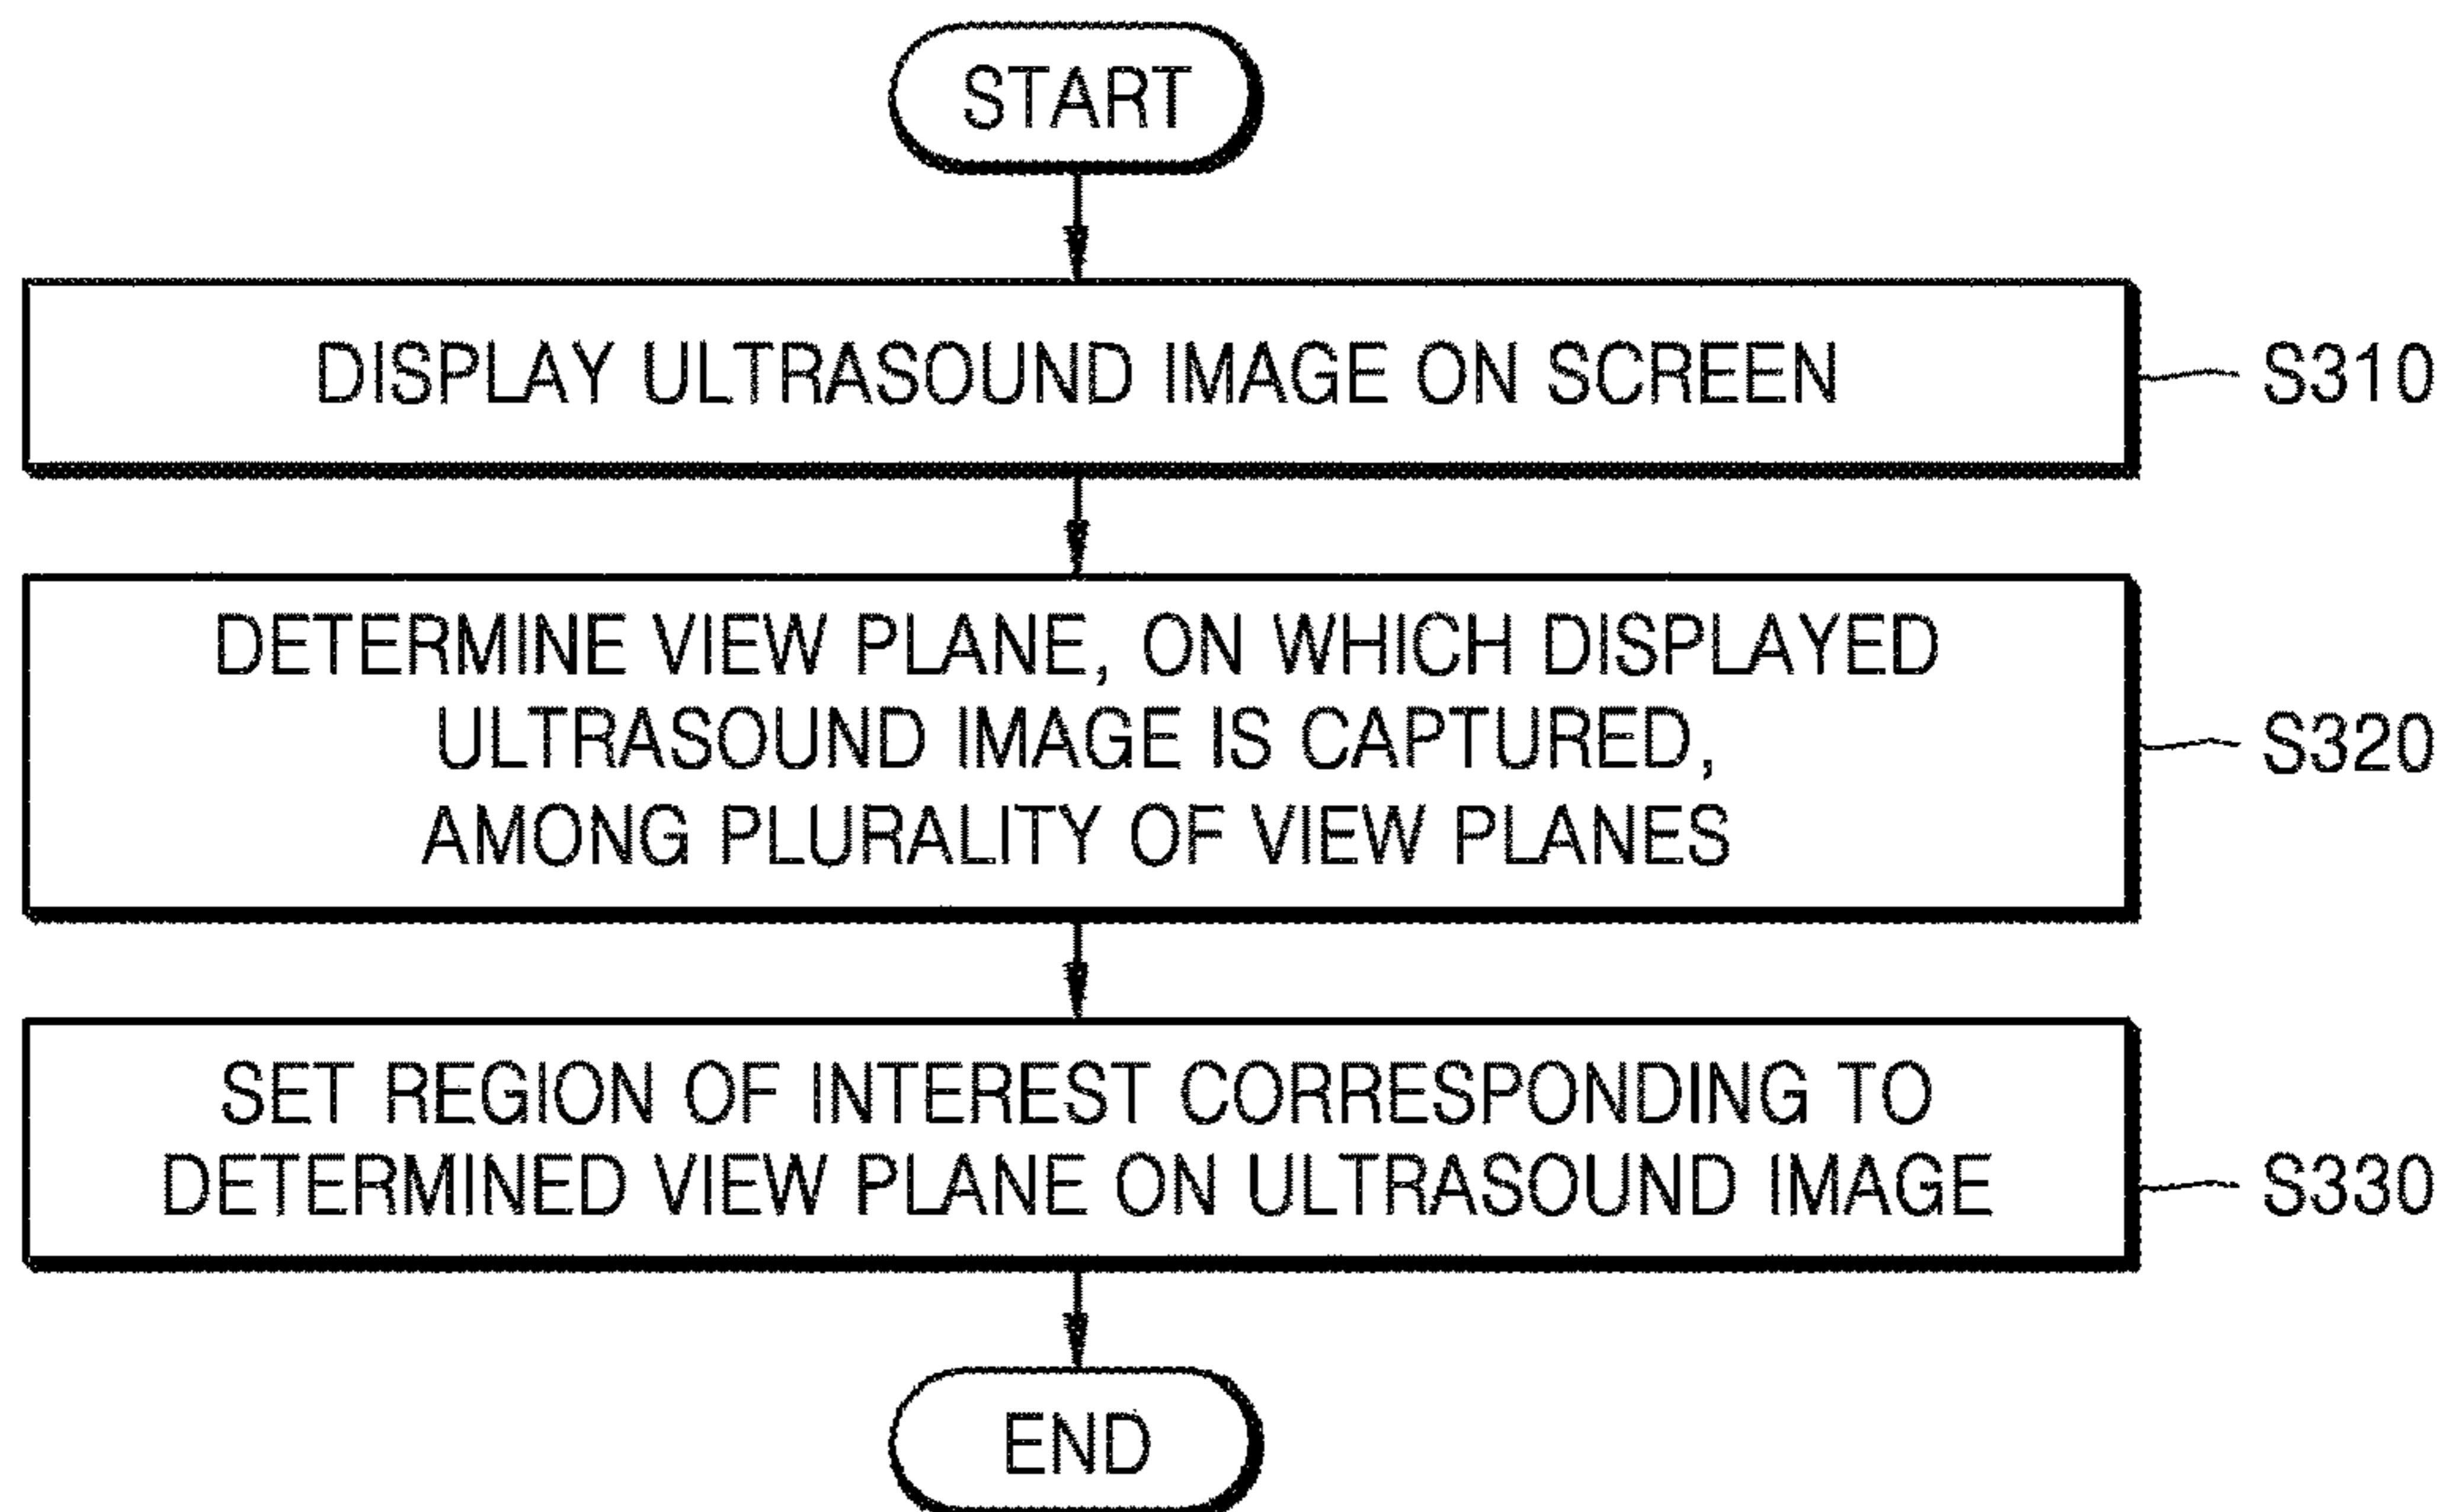 START
DISPLAY ULTRASOUND IMAGE ON SCREEN
S310
DETERMINE VIEW PLANE, ON WHICH DISPLAYED
ULTRASOUND IMAGE IS CAPTURED,
AMONG PLURALITY OF VIEW PLANES
S320
SET REGION OF INTEREST CORRESPONDING TO
DETERMINED VIEW PLANE ON ULTRASOUND IMAGE
S330
END